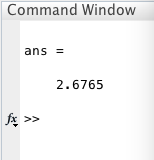 Command Window
ans =
2.6765
fx >>